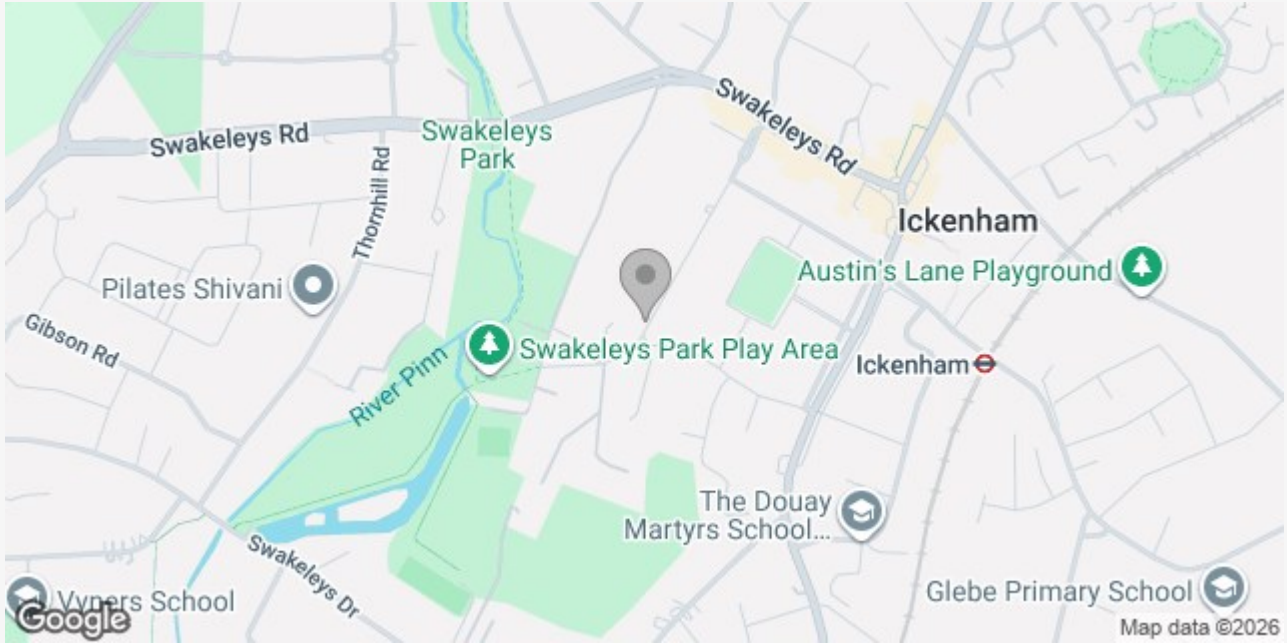 Swakeleys Rd
Swakeleys Rd
Swakeleys
Park
Thornhill Rd
Ickenham
Austin's Lane Playground
Pilates Shivani
Gibson Rd
River Pinn
Swakeleys Park Play Area
Ickenham
The Douay
Martyrs School...
Swakeleys Dr
Vyners School
Glebe Primary School
Google
Map data ©2026